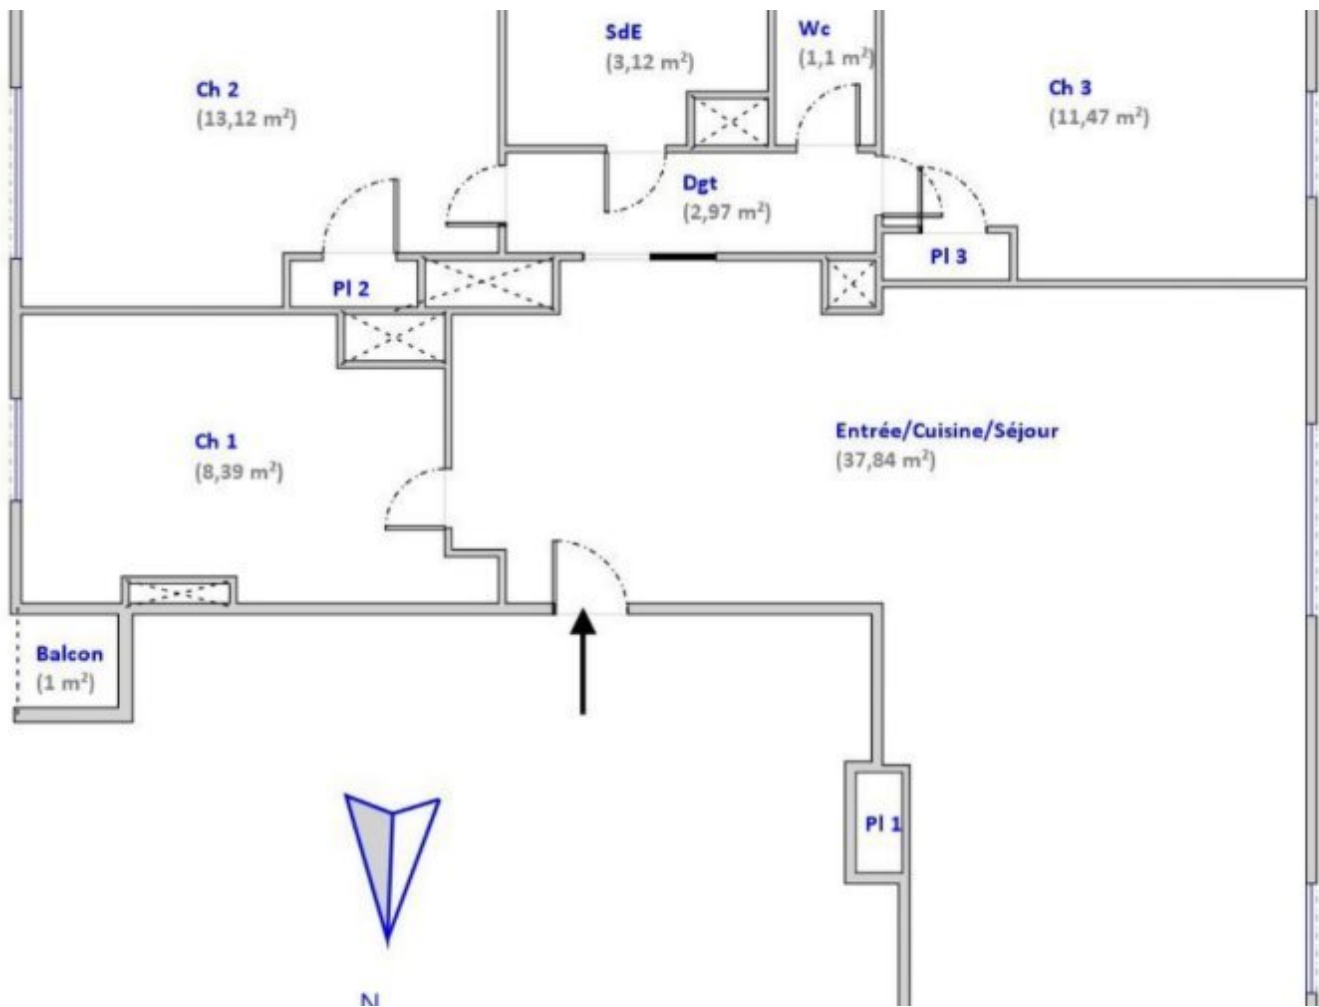 SdE
(3,12 m²)
Wc
(1,1 m²)
Ch 2
(13,12 m²)
Ch 3
(11,47 m²)
Dgt
(2,97 m²)
Pl 3
Pl 2
Ch 1
(8,39 m²)
Entrée/Cuisine/Séjour
(37,84 m²)
Balcon
(1 m²)
Pl 1
N